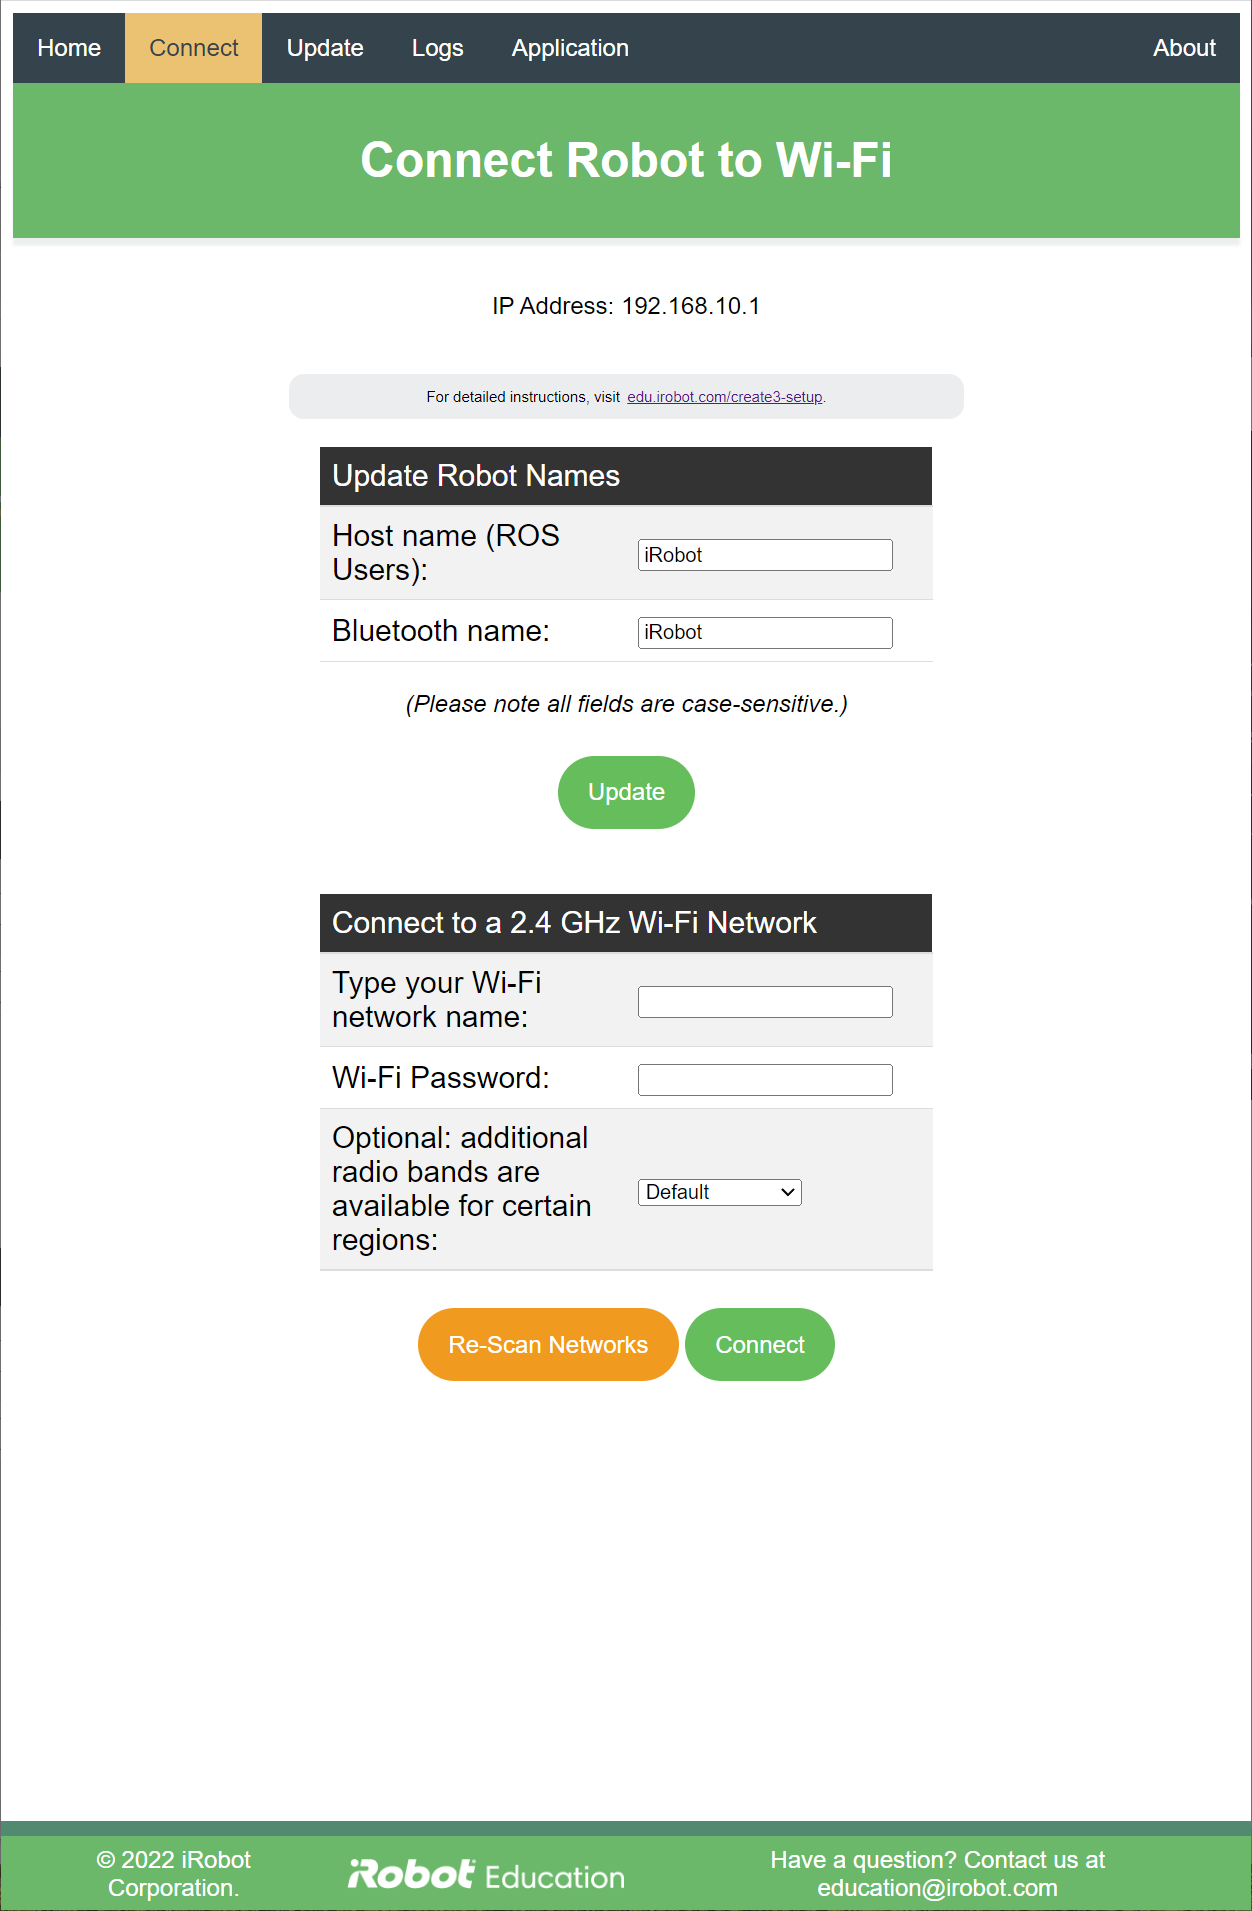 Home Connect Update Logs Application About
Connect Robot to Wi-Fi
IP Address: 192.168.10.1
For detailed instructions, visit edu.irobot.com/create3-setup.
Update Robot Names
Host name (ROS
Users):
iRobot
Bluetooth name:
iRobot
(Please note all fields are case-sensitive.)
Update
Connect to a 2.4 GHz Wi-Fi Network
Type your Wi-Fi
network name:
Wi-Fi Password:
Optional: additional
radio bands are
available for certain
regions:
Default
Re-Scan Networks Connect
© 2022 iRobot
Corporation.
iRobot Education
Have a question? Contact us at
education@irobot.com